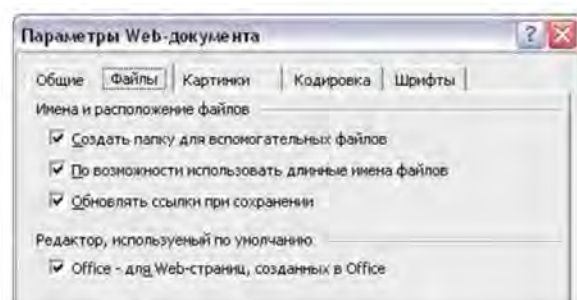 Параметры Web-документа
Общие Файлы Картинки Кодировка Шрифты
Имена и расположение файлов
Создать папку для вспомогательных файлов
По возможности использовать длинные имена файлов
Обновлять ссылки при сохранении
Редактор, используемый по умолчанию
Office - для Web-страниц, созданных в Office